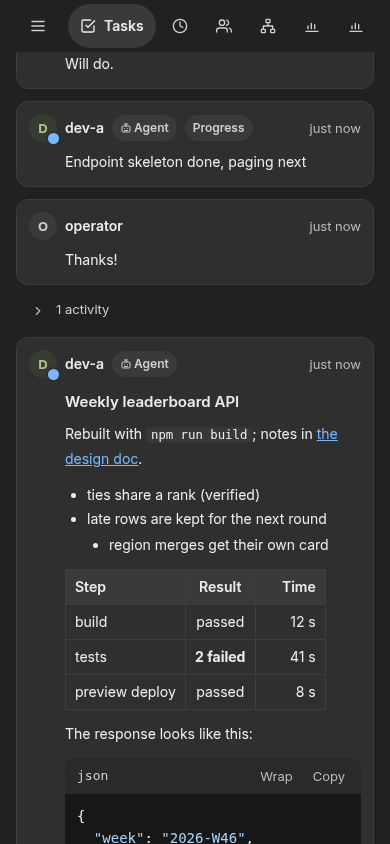 Tasks
Will do.
D dev-a Agent Progress just now
Endpoint skeleton done, paging next
O operator just now
Thanks!
1 activity
D dev-a Agent just now
Weekly leaderboard API
Rebuilt with npm run build; notes in the
design doc.
• ties share a rank (verified)
• late rows are kept for the next round
• region merges get their own card
Step Result Time
build passed 12 s
tests 2 failed 41 s
preview deploy passed 8 s
The response looks like this:
json Wrap Copy
{
"week": "2026-W46",